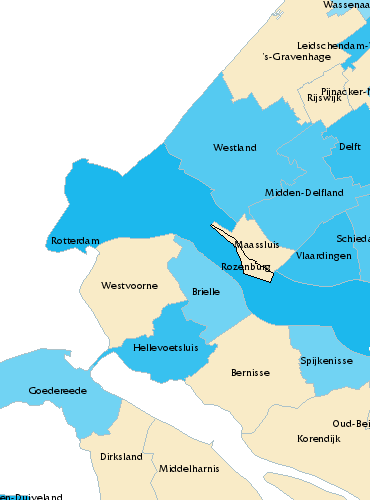 Wassenaa
Leidschendam-
's-Gravenhage
Pijnacker-N
Rijswijk
Westland
Delft
Midden-Delfland
Schieda
Rotterdam
Maassluis
Vlaardingen
Rozenburg
Westvoorne
Brielle
Hellevoetsluis
Spijkenisse
Bernisse
Goedereede
Oud-Bei
Korendijk
Dirksland
Middelharnis
en-Duiveland